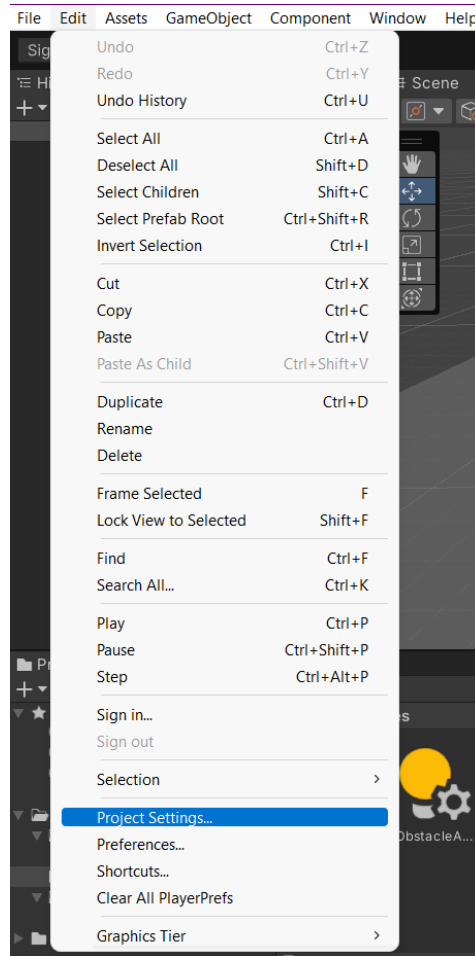 File Edit Assets GameObject Component Window Help
Sig
Undo Ctrl+Z
Redo Ctrl+Y
Undo History Ctrl+U
Scene
Select All Ctrl+A
Deselect All Shift+D
Select Children Shift+C
Select Prefab Root Ctrl+Shift+R
Invert Selection Ctrl+I
Cut Ctrl+X
Copy Ctrl+C
Paste Ctrl+V
Paste As Child Ctrl+Shift+V
Duplicate Ctrl+D
Rename
Delete
Frame Selected F
Lock View to Selected Shift+F
Find Ctrl+F
Search All... Ctrl+K
Play Ctrl+P
Pause Ctrl+Shift+P
Step Ctrl+Alt+P
Sign in...
Sign out
Selection
Project Settings...
Preferences...
ObstacleA...
Shortcuts...
Clear All PlayerPrefs
Graphics Tier